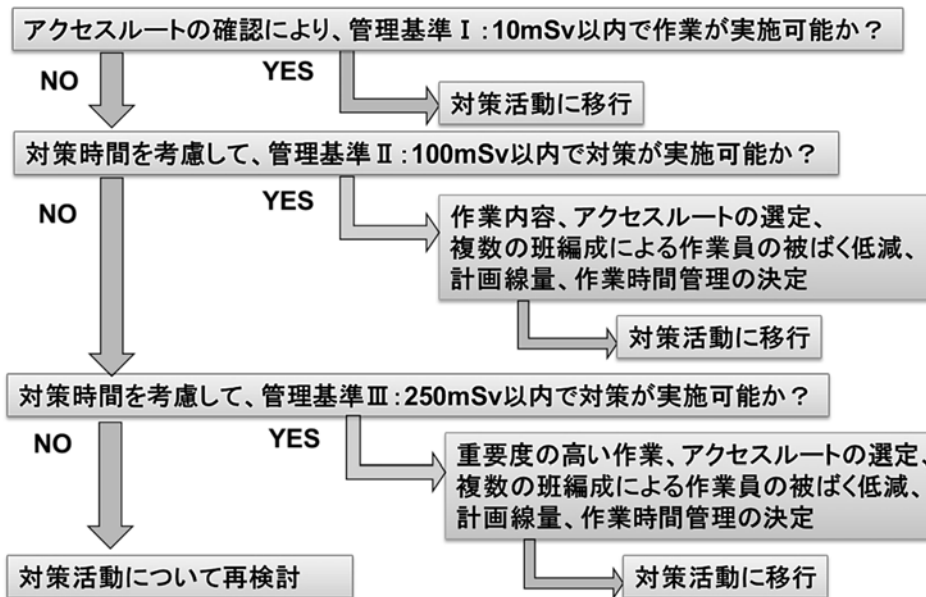 アクセスルートの確認により、管理基準Ⅰ:10mSv以内で作業が実施可能か?
NO
YES
対策活動に移行
対策時間を考慮して、管理基準Ⅱ:100mSv以内で対策が実施可能か?
NO
YES
作業内容、アクセスルートの選定、
複数の班編成による作業員の被ばく低減、
計画線量、作業時間管理の決定
対策活動に移行
対策時間を考慮して、管理基準Ⅲ:250mSv以内で対策が実施可能か?
NO
YES
重要度の高い作業、アクセスルートの選定、
複数の班編成による作業員の被ばく低減、
計画線量、作業時間管理の決定
対策活動について再検討
対策活動に移行